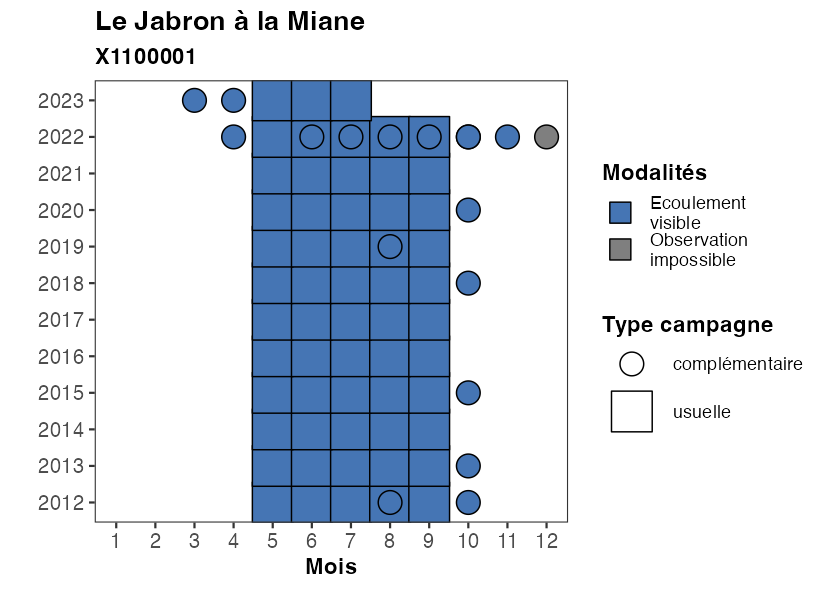 Le Jabron à la Miane
X1100001
2023
2022
2021
2020
2019
2018
2017
2016
2015
2014
2013
2012
1 2 3 4 5 6 7 8 9 10 11 12
Mois
Modalités
Ecoulement
visible
Observation
impossible
Type campagne
complémentaire
usuelle